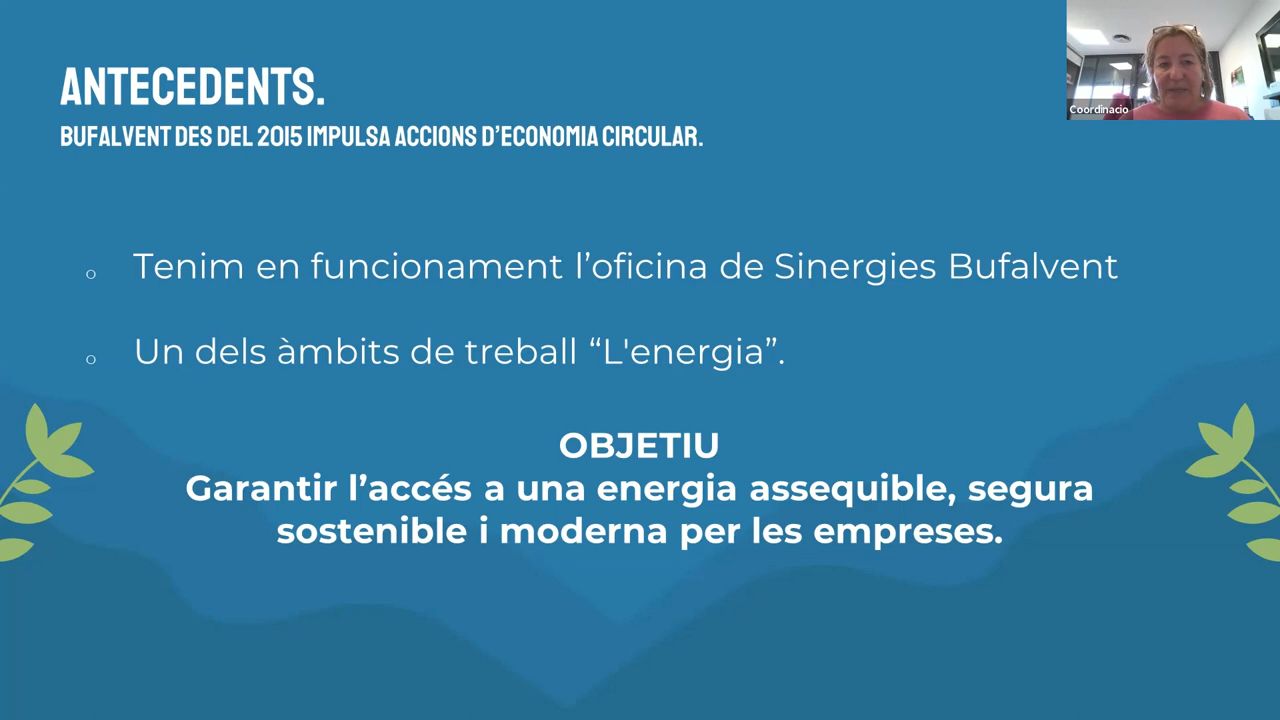 ANTECEDENTS.
BUFALVENT DES DEL 2015 IMPULSA ACCIONS D'ECONOMIA CIRCULAR.
Coordinacio
Tenim en funcionament l’oficina de Sinergies Bufalvent
Un dels àmbits de treball “L'energia”.
OBJETIU
Garantir l’accés a una energia assequible, segura
sostenible i moderna per les empreses.